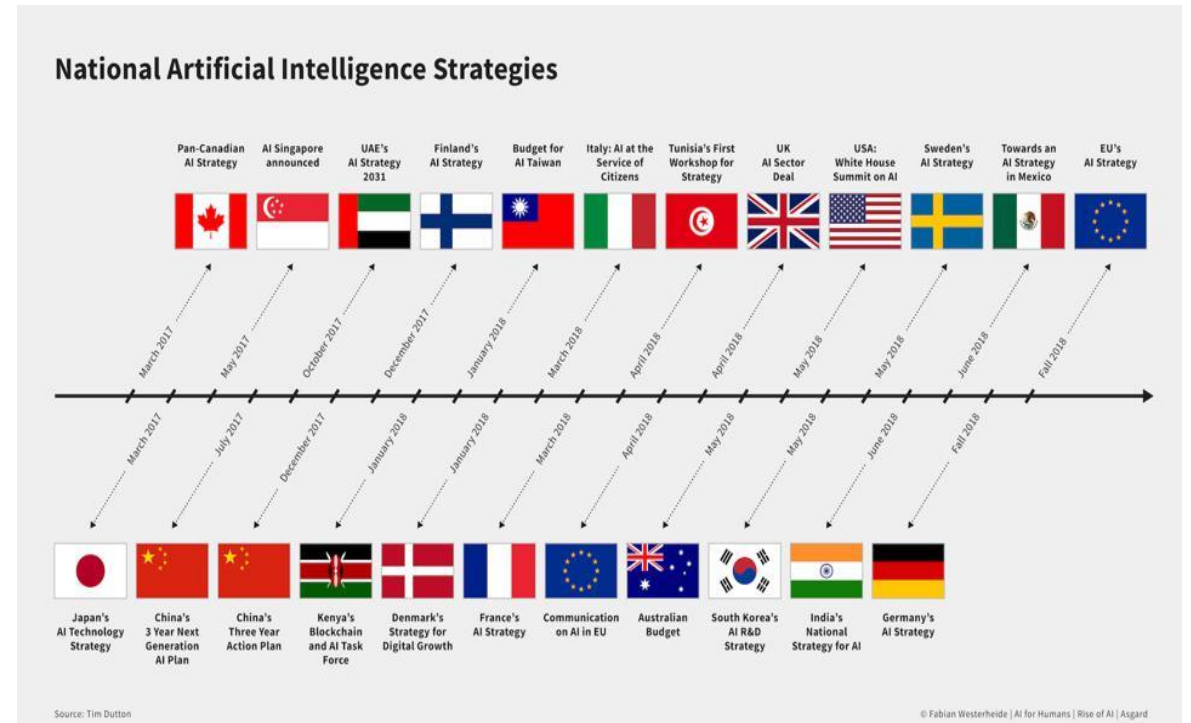 National Artificial Intelligence Strategies
Pan-Canadian
AI Strategy
AI Singapore
announced
UAE's
AI Strategy
2031
Finland's
AI Strategy
Budget for
AI Taiwan
Italy: AI at the
Service of
Citizens
Tunisia's First
Workshop for
Strategy
UK
AI Sector
Deal
USA:
White House
Summit on AI
Sweden's
AI Strategy
Towards an
AI Strategy
in Mexico
EU's
AI Strategy
March 2017
May 2017
October 2017
December 2017
January 2018
March 2018
April 2018
April 2018
May 2018
May 2018
June 2018
Fall 2018
March 2017
July 2017
December 2017
January 2018
January 2018
March 2018
April 2018
May 2018
May 2018
June 2018
Fall 2018
Japan's
AI Technology
Strategy
China's
3 Year Next
Generation
AI Plan
China's
Three Year
Action Plan
Kenya's
Blockchain
and AI Task
Force
Denmark's
Strategy for
Digital Growth
France's
AI Strategy
Communication
on AI in EU
Australian
Budget
South Korea's
AI R&D
Strategy
India's
National
Strategy for AI
Germany's
AI Strategy
Source: Tim Dutton
© Fabian Westerheide | AI for Humans | Rise of AI | Asgard